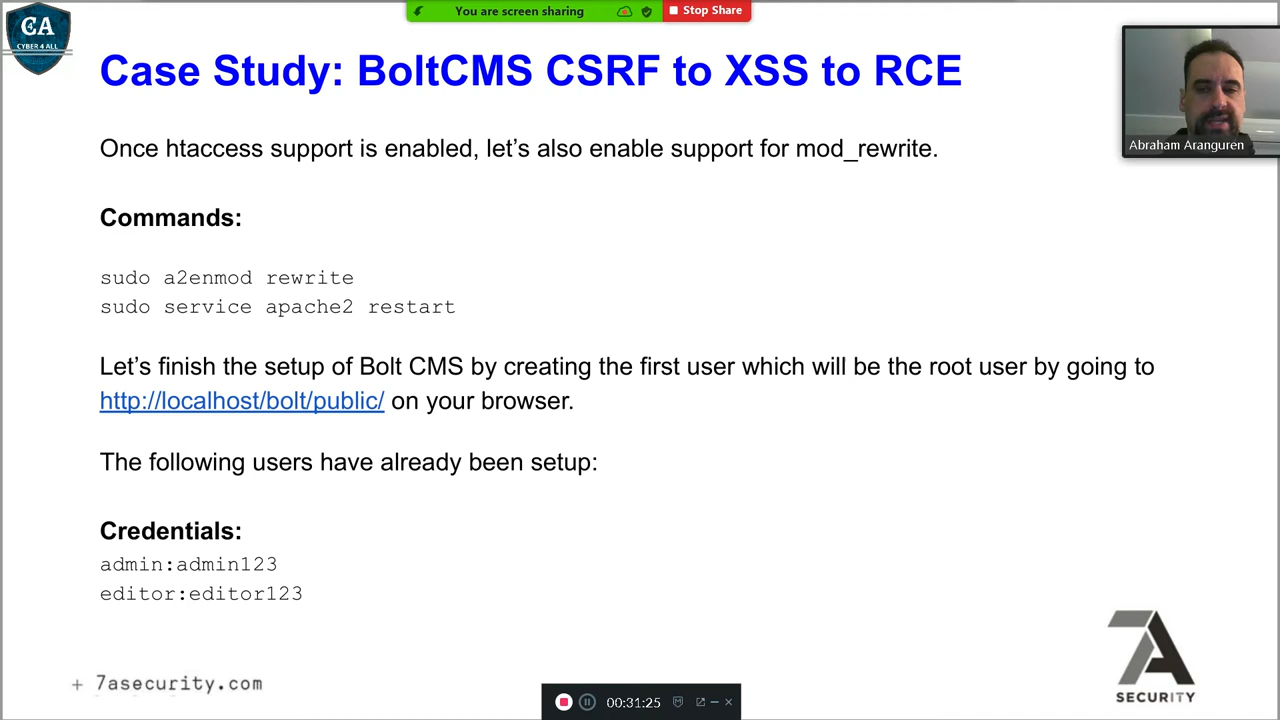 You are screen sharing
Stop Share
CA
CYBER 4 ALL
Case Study: BoltCMS CSRF to XSS to RCE
Abraham Aranguren
Once htaccess support is enabled, let's also enable support for mod_rewrite.
Commands:
sudo a2enmod rewrite
sudo service apache2 restart
Let's finish the setup of Bolt CMS by creating the first user which will be the root user by going to
http://localhost/bolt/public/ on your browser.
The following users have already been setup:
Credentials:
admin:admin123
editor:editor123
+ 7asecurity.com
00:31:25
7A
SECURITY